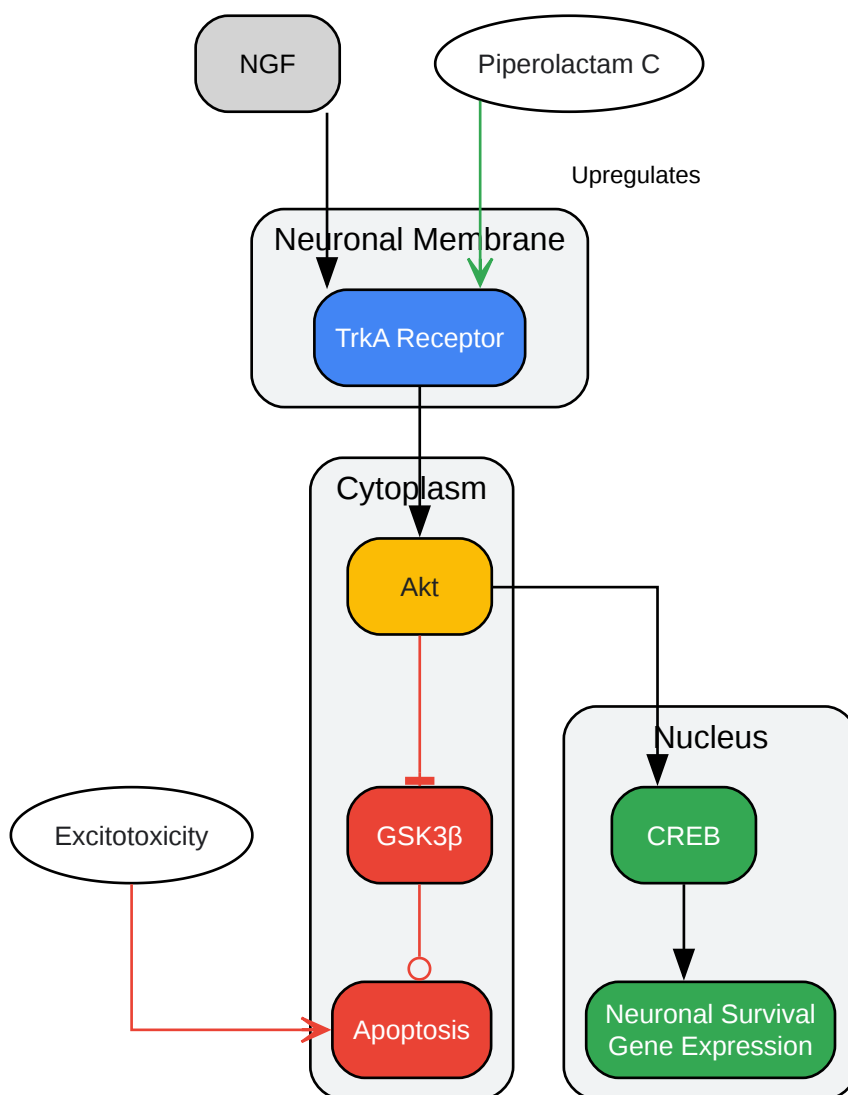 NGF
Piperolactam C
Upregulates
Neuronal Membrane
TrkA Receptor
Cytoplasm
Akt
Nucleus
Excitotoxicity
GSK3β
CREB
Apoptosis
Neuronal Survival
Gene Expression